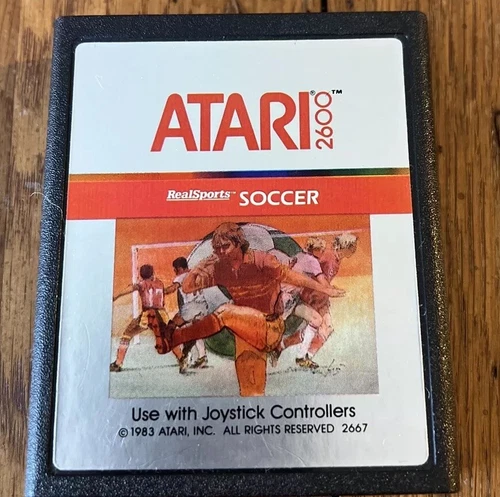 ATARI® 2600™
RealSports™ SOCCER
Use with Joystick Controllers
© 1983 ATARI, INC. ALL RIGHTS RESERVED 2667